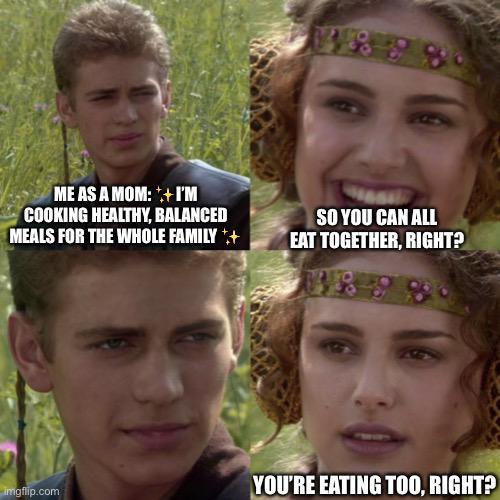 ME AS A MOM: ✨I'M
COOKING HEALTHY, BALANCED
MEALS FOR THE WHOLE FAMILY ✨
SO YOU CAN ALL
EAT TOGETHER, RIGHT?
YOU'RE EATING TOO, RIGHT?
imgflip.com